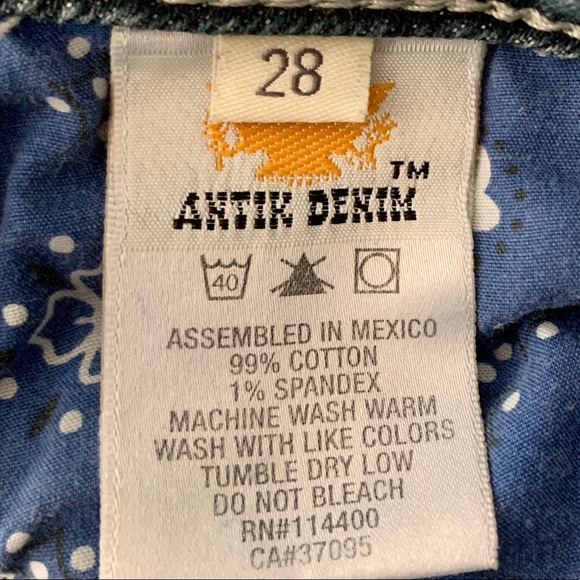 28
TM
ANTIK DENIM
40
ASSEMBLED IN MEXICO
99% COTTON
1% SPANDEX
MACHINE WASH WARM
WASH WITH LIKE COLORS
TUMBLE DRY LOW
DO NOT BLEACH
RN#114400
CA#37095